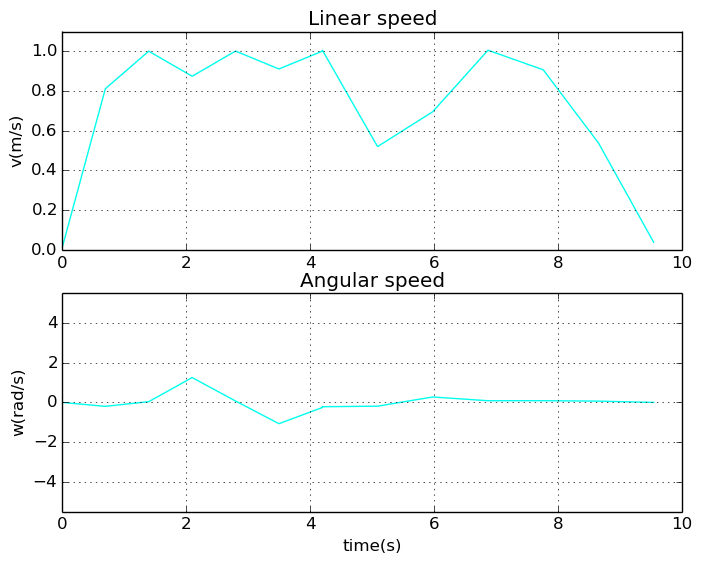 Linear speed
v(m/s)
1.0
0.8
0.6
0.4
0.2
0.0
0 2 4 6 8 10
Angular speed
w(rad/s)
4
2
0
−2
−4
0 2 4 6 8 10
time(s)